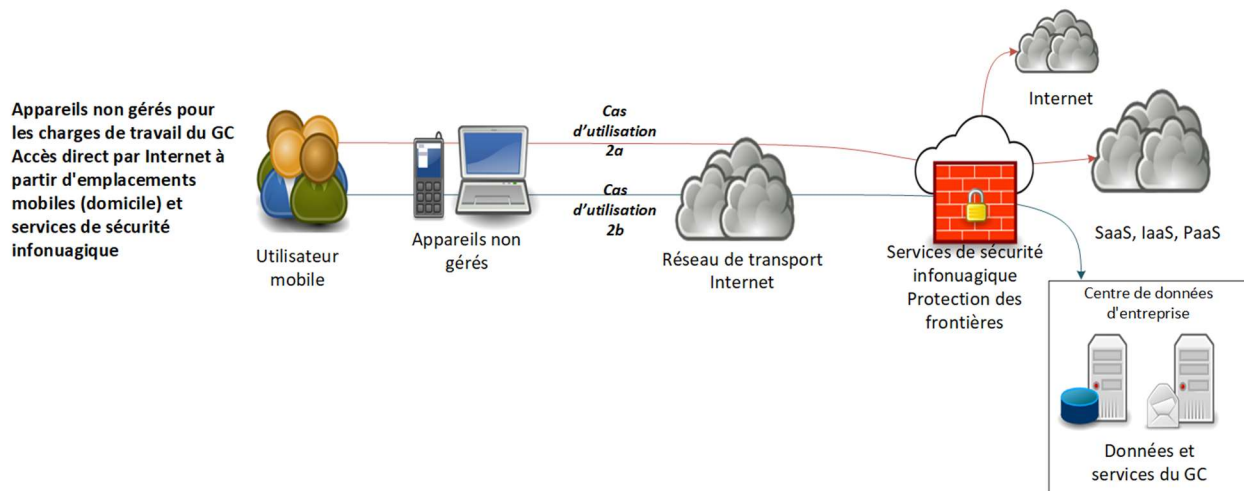 Appareils non gérés pour
les charges de travail du GC
Accès direct par Internet à
partir d'emplacements
mobiles (domicile) et
services de sécurité
infonuagique
Utilisateur
mobile
Appareils non
gérés
Cas
d’utilisation
2a
Cas
d’utilisation
2b
Réseau de transport
Internet
Services de sécurité
infonuagique
Protection des
frontières
Internet
SaaS, IaaS, PaaS
Centre de données
d'entreprise
Données et
services du GC